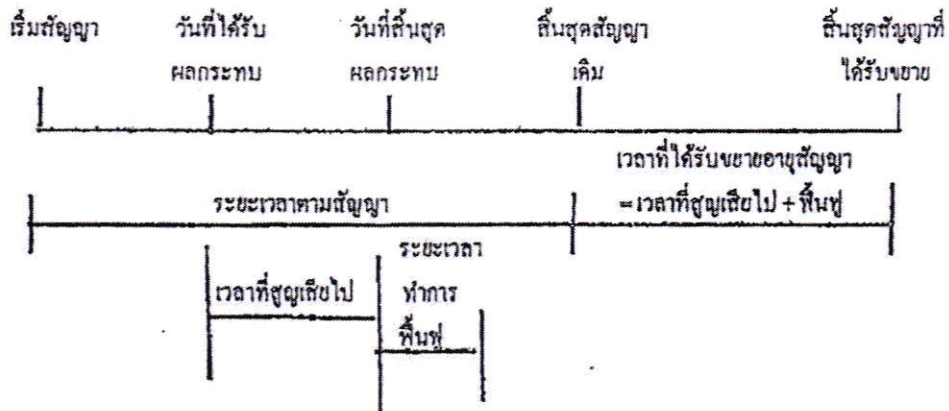 เริ่มสัญญา วันที่ได้รับ วันที่สิ้นสุด สิ้นสุดสัญญา สิ้นสุดสัญญาที่
ผลกระทบ ผลกระทบ เดิม ได้รับขยาย
เวลาที่ได้รับขยายอายุสัญญา
ระยะเวลาตามสัญญา =เวลาที่สูญเสียไป + ฟื้นฟู
ระยะเวลา
เวลาที่สูญเสียไป ทำการ
ฟื้นฟู